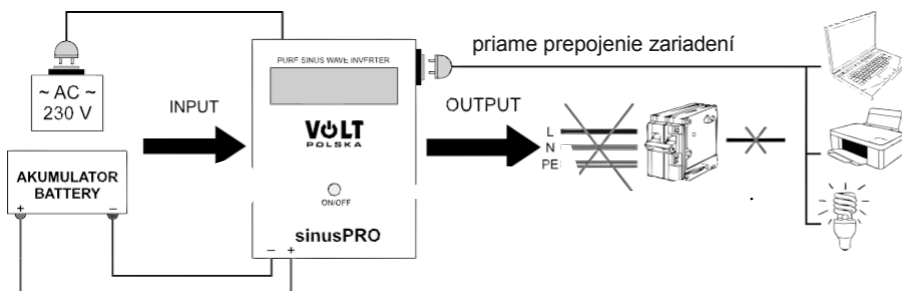 ~ AC ~
230 V
AKUMULATOR
BATTERY
+ −
INPUT
PURE SINUS WAVE INVERTER
VOLT
POLSKA
ON/OFF
sinusPRO
− +
priame prepojenie zariadení
OUTPUT
L
N
PE